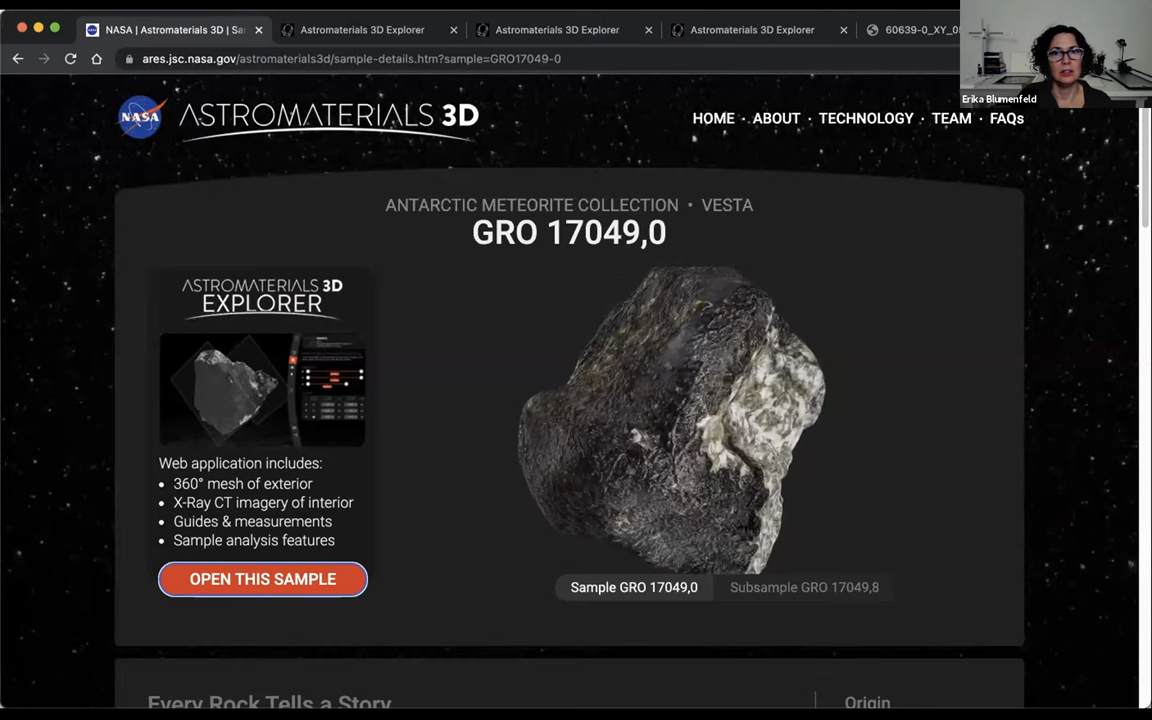 NASA | Astromaterials 3D | Sa
Astromaterials 3D Explorer
Astromaterials 3D Explorer
Astromaterials 3D Explorer
60639-0_XY_0
ares.jsc.nasa.gov/astromaterials3d/sample-details.htm?sample=GRO17049-0
Erika Blumenfeld
NASA
ASTROMATERIALS 3D
HOME · ABOUT · TECHNOLOGY · TEAM · FAQs
ANTARCTIC METEORITE COLLECTION • VESTA
GRO 17049,0
ASTROMATERIALS 3D
EXPLORER
Web application includes:
• 360° mesh of exterior
• X-Ray CT imagery of interior
• Guides & measurements
• Sample analysis features
OPEN THIS SAMPLE
Sample GRO 17049,0
Subsample GRO 17049,8
Every Rock Tells a Story
Origin